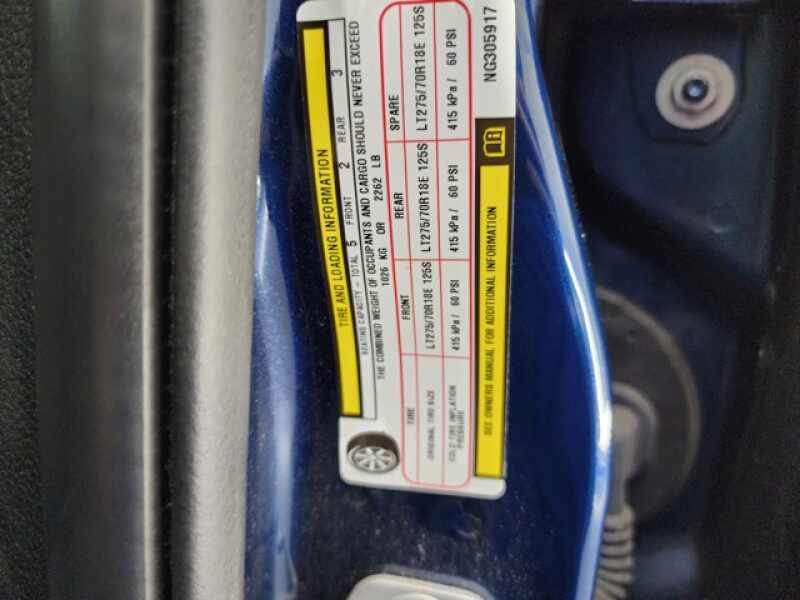 TIRE AND LOADING INFORMATION
SEATING CAPACITY - TOTAL 5 FRONT 2 REAR 3
THE COMBINED WEIGHT OF OCCUPANTS AND CARGO SHOULD NEVER EXCEED
1026 KG OR 2262 LB
TIRE FRONT REAR SPARE
ORIGINAL TIRE SIZE LT275/70R18E 125S LT275/70R18E 125S LT275/70R18E 125S
COLD TIRE INFLATION
PRESSURE 415 kPa / 60 PSI 415 kPa / 60 PSI 415 kPa / 60 PSI
SEE OWNERS MANUAL FOR ADDITIONAL INFORMATION
NG305917